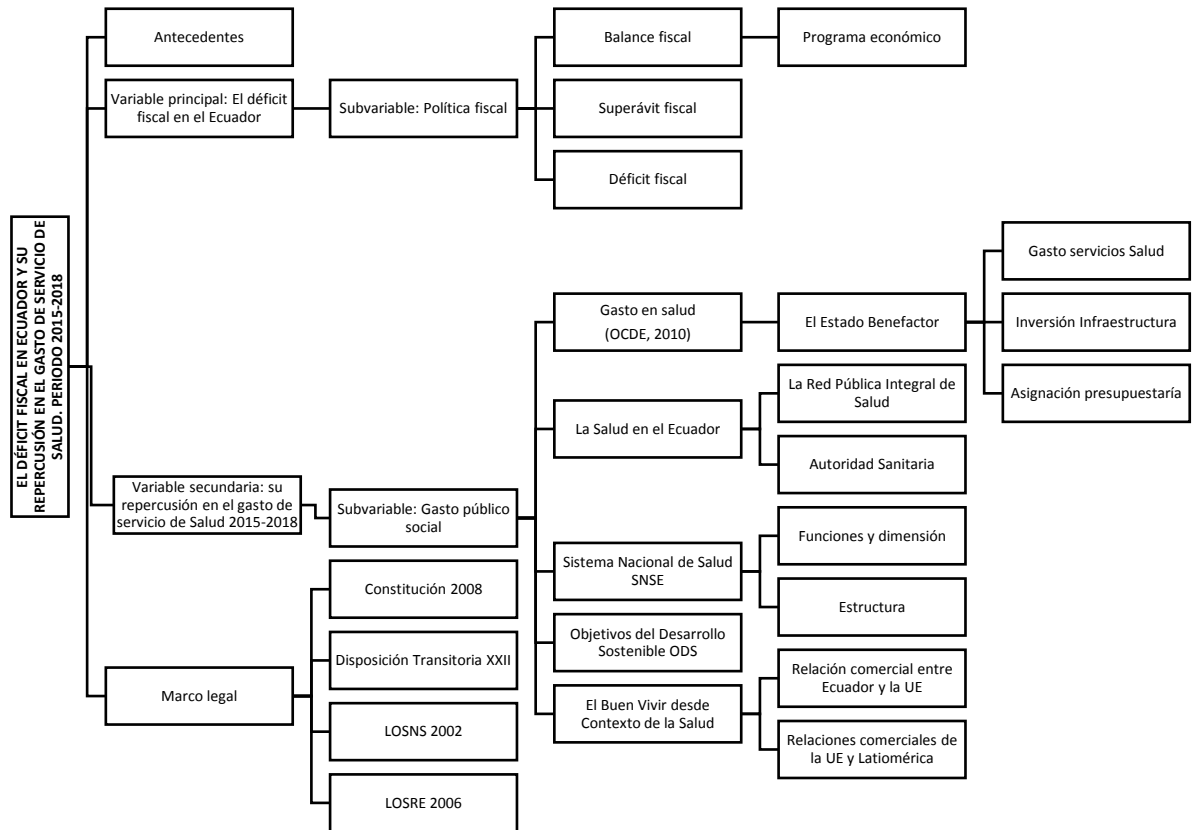 EL DÉFICIT FISCAL EN ECUADOR Y SU
REPERCUSIÓN EN EL GASTO DE SERVICIO DE
SALUD. PERIODO 2015-2018
Antecedentes
Variable principal: El déficit
fiscal en el Ecuador
Subvariable: Política fiscal
Balance fiscal
Programa económico
Superávit fiscal
Déficit fiscal
Variable secundaria: su
repercusión en el gasto de
servicio de Salud 2015-2018
Subvariable: Gasto público
social
Gasto en salud
(OCDE, 2010)
El Estado Benefactor
Gasto servicios Salud
Inversión Infraestructura
Asignación presupuestaría
La Salud en el Ecuador
La Red Pública Integral de
Salud
Autoridad Sanitaria
Sistema Nacional de Salud
SNSE
Funciones y dimensión
Estructura
Objetivos del Desarrollo
Sostenible ODS
El Buen Vivir desde
Contexto de la Salud
Relación comercial entre
Ecuador y la UE
Relaciones comerciales de
la UE y Latiomérica
Marco legal
Constitución 2008
Disposición Transitoria XXII
LOSNS 2002
LOSRE 2006